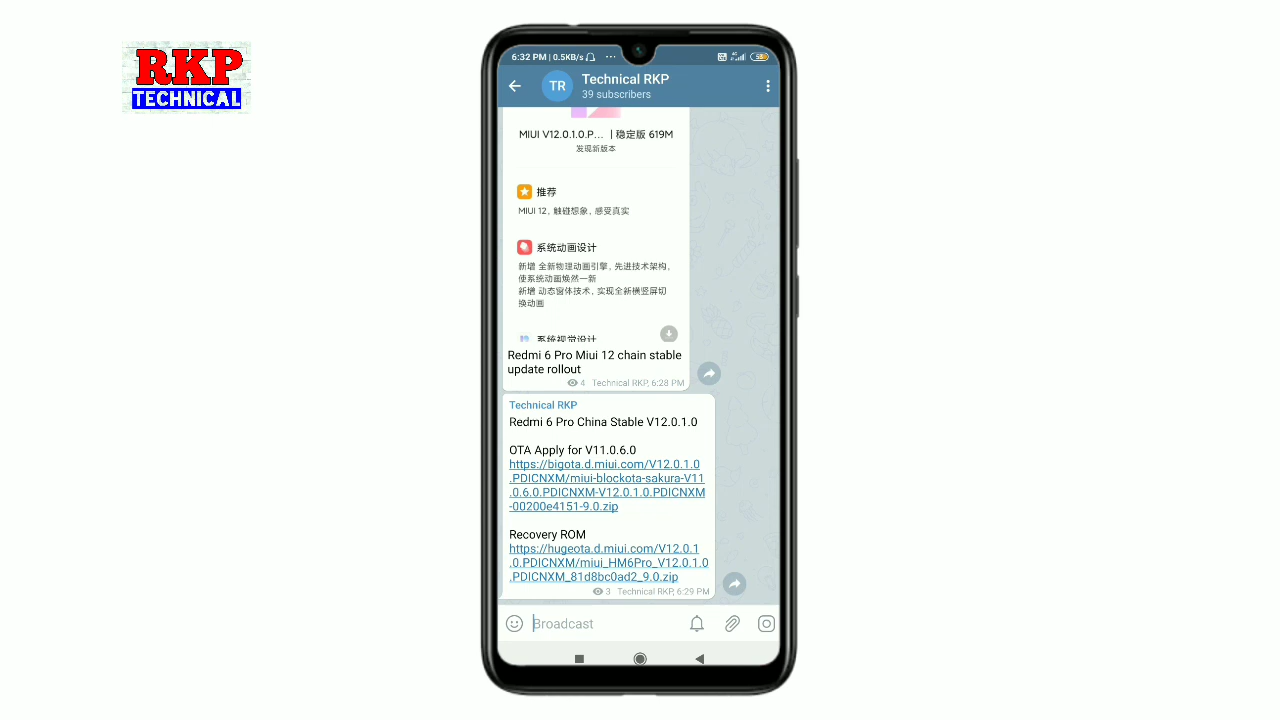 RKP
TECHNICAL
6:32 PM | 0.5KB/s
TR
Technical RKP
39 subscribers
MIUI V12.0.1.0.P... | 稳定版 619M
发现新版本
推荐
MIUI 12，触碰想象，感受真实
系统动画设计
新增 全新物理动画引擎，先进技术架构，
使系统动画焕然一新
新增 动态窗体技术，实现全新横竖屏切
换动画
系统视觉设计
Redmi 6 Pro Miui 12 chain stable
update rollout
4 Technical RKP, 6:28 PM
Technical RKP
Redmi 6 Pro China Stable V12.0.1.0
OTA Apply for V11.0.6.0
https://bigota.d.miui.com/V12.0.1.0
.PDICNXM/miui-blockota-sakura-V11
.0.6.0.PDICNXM-V12.0.1.0.PDICNXM
-00200e4151-9.0.zip
Recovery ROM
https://hugeota.d.miui.com/V12.0.1
.0.PDICNXM/miui_HM6Pro_V12.0.1.0
.PDICNXM_81d8bc0ad2_9.0.zip
3 Technical RKP, 6:29 PM
Broadcast